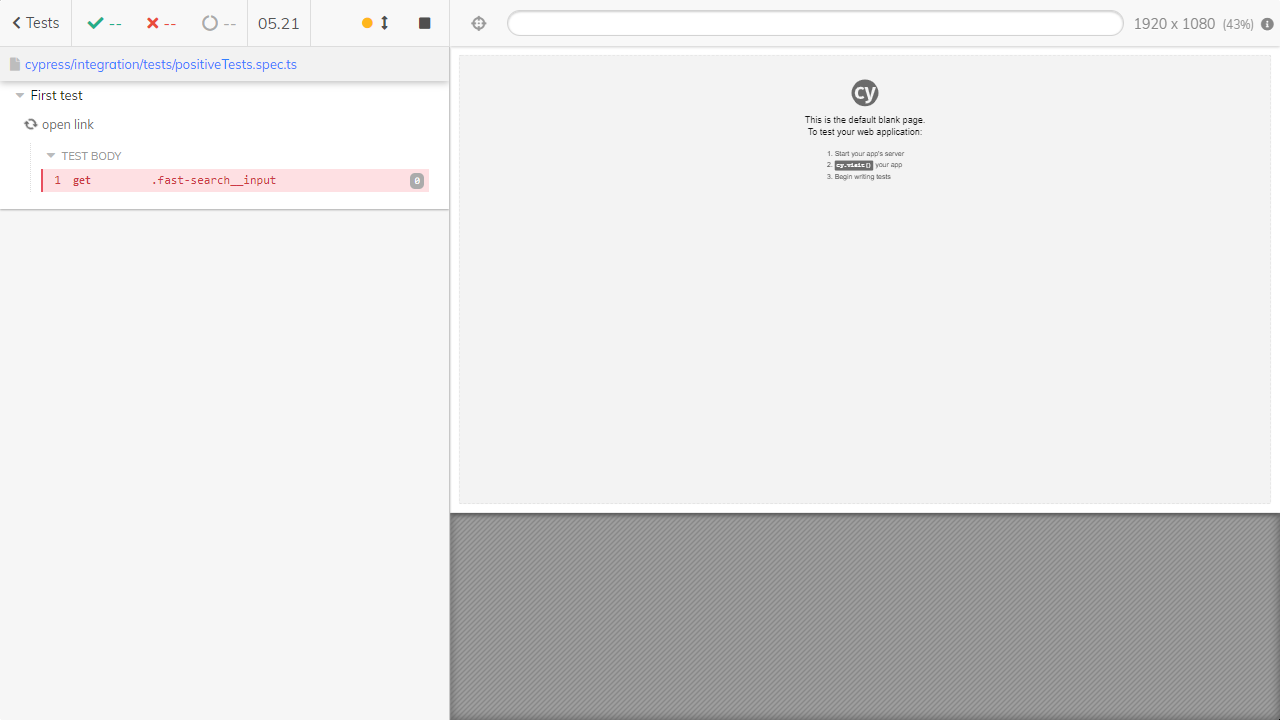 Tests -- -- -- 05.21
1920 x 1080 (43%)
cypress/integration/tests/positiveTests.spec.ts
First test
open link
TEST BODY
1 get .fast-search__input 0
cy
This is the default blank page.
To test your web application:
1. Start your app's server
2. cy.visit() your app
3. Begin writing tests